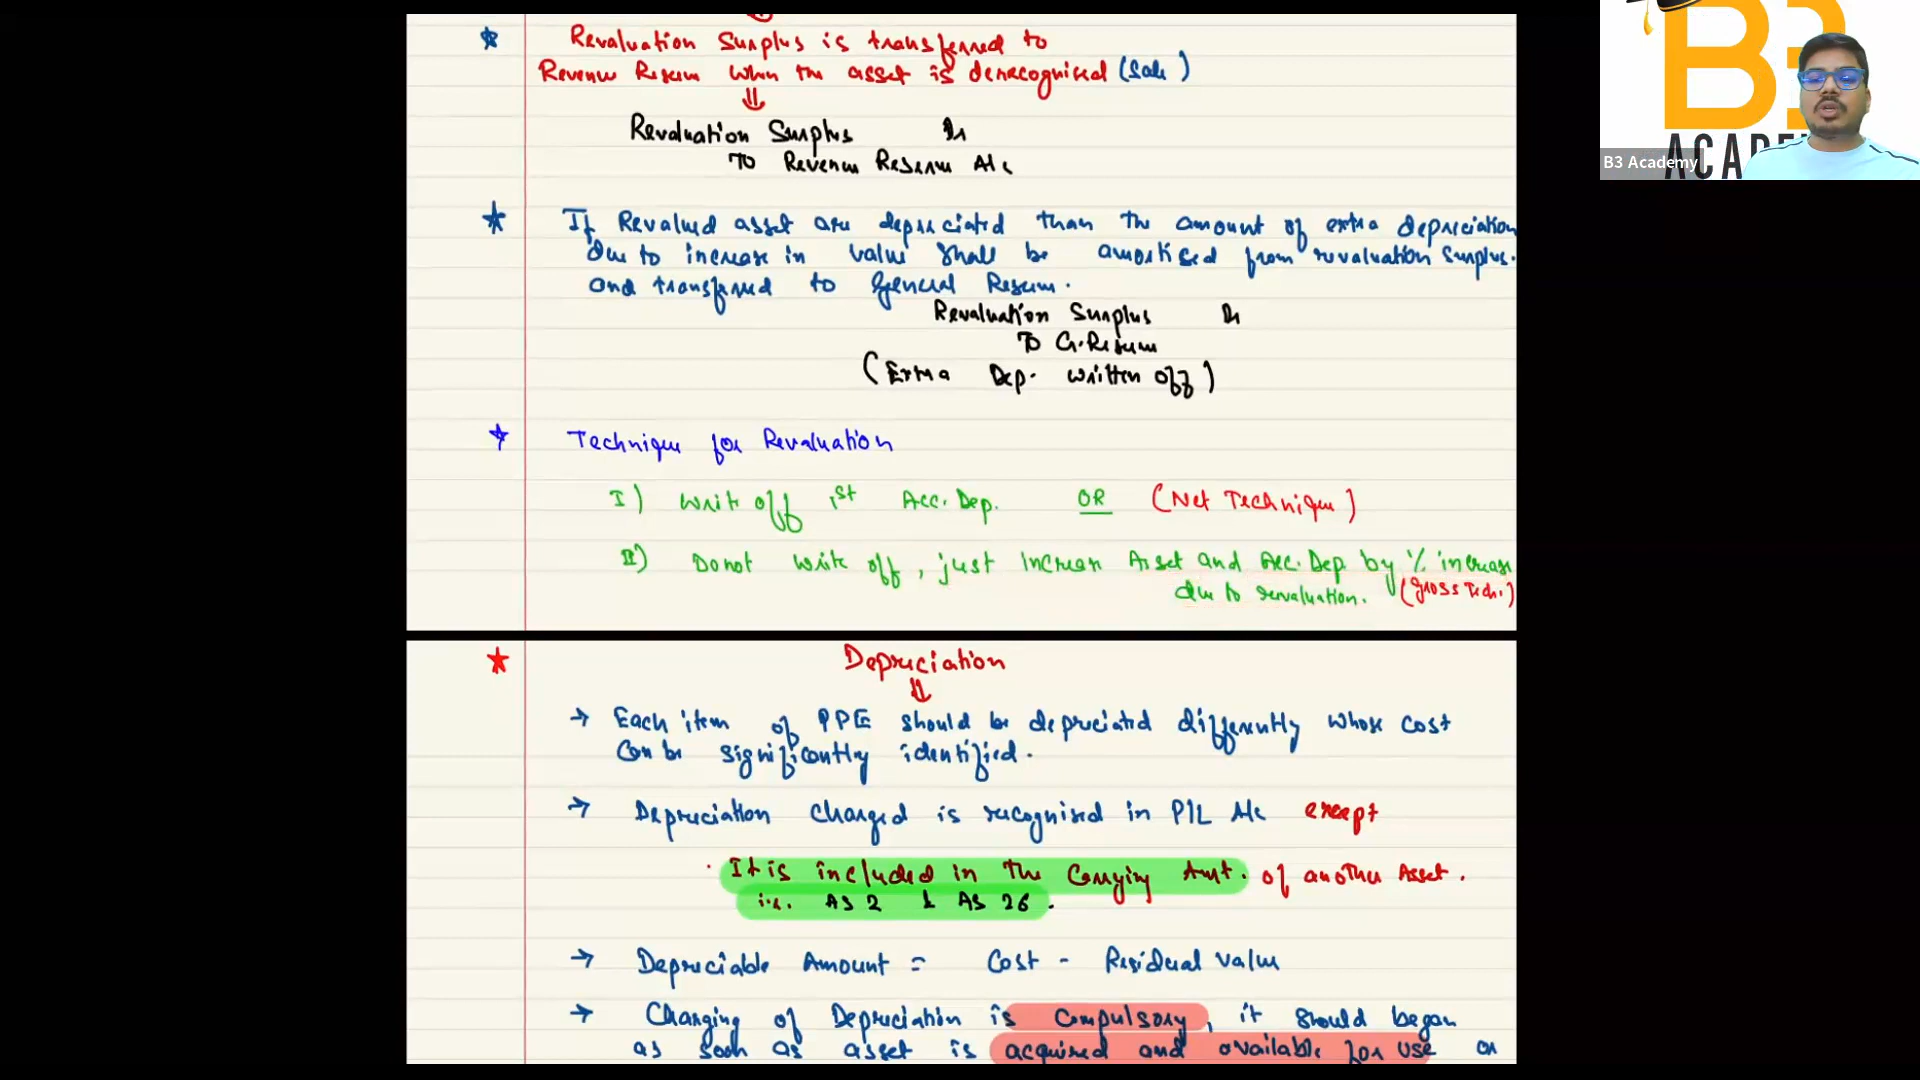 Revaluation Surplus is transferred to
Revenue Reserve when the asset is derecognised (Sale)
Revaluation Surplus Dr
To Revenue Reserve A/c
If Revalued asset are depreciated than the amount of extra depreciation
due to increase in value shall be amortised from revaluation Surplus.
and transferred to General Reserve.
Revaluation Surplus Dr
To G.Reserve
(Extra Dep. written off)
Technique for Revaluation
I) Write off 1st Acc. Dep. OR (Net Technique)
II) Donot write off, just Increase Asset and Acc. Dep by % increase
due to revaluation. (Gross Tech.)
Depreciation
→ Each item of PPE should be depreciated differently whose cost
can be significantly identified.
→ Depreciation charged is recognised in P/L A/c except
It is included in the Carrying Amt. of another Asset.
i.e. AS 2 & AS 26.
→ Depreciable Amount = Cost - Residual value
→ Charging of Depreciation is compulsory, it should began
as soon as asset is acquired and available for use or
B3
ACADE
B3 Academy